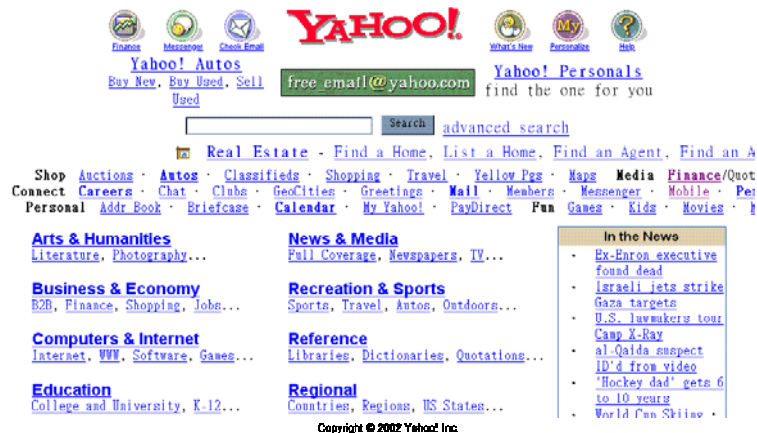 Finance Messenger Check Email YAHOO! What's New Personalize Help
Yahoo! Autos
Buy New, Buy Used, Sell
Used
free_email@yahoo.com
Yahoo! Personals
find the one for you
Search advanced search
Real Estate - Find a Home, List a Home, Find an Agent, Find an A
Shop Auctions · Autos · Classifieds · Shopping · Travel · Yellow Pgs · Maps Media Finance/Quot
Connect Careers · Chat · Clubs · GeoCities · Greetings · Mail · Members · Messenger · Mobile · Per
Personal Addr Book · Briefcase · Calendar · My Yahoo! · PayDirect Fun Games · Kids · Movies ·
Arts & Humanities
Literature, Photography...
News & Media
Full Coverage, Newspapers, TV...
Business & Economy
B2B, Finance, Shopping, Jobs...
Recreation & Sports
Sports, Travel, Autos, Outdoors...
Computers & Internet
Internet, WWW, Software, Games...
Reference
Libraries, Dictionaries, Quotations...
Education
College and University, K-12...
Regional
Countries, Regions, US States...
In the News
· Ex-Enron executive
found dead
· Israeli jets strike
Gaza targets
· U.S. lawmakers tour
Camp X-Ray
· al-Qaida suspect
ID'd from video
· 'Hockey dad' gets 6
to 10 years
· World Cup Skiing ·
Copyright © 2002 Yahoo! Inc.